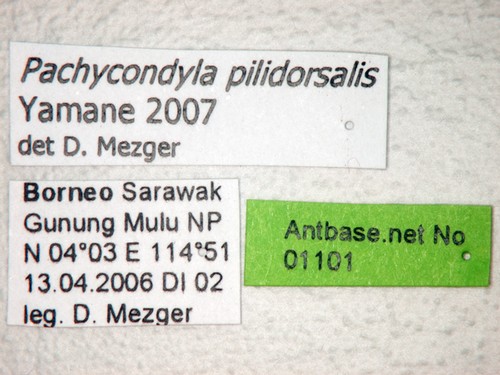 Pachycondyla pilidorsalis
Yamane 2007
det D. Mezger
Borneo Sarawak
Gunung Mulu NP
N 04°03 E 114°51
13.04.2006 DI 02
leg. D. Mezger
Antbase.net No
01101